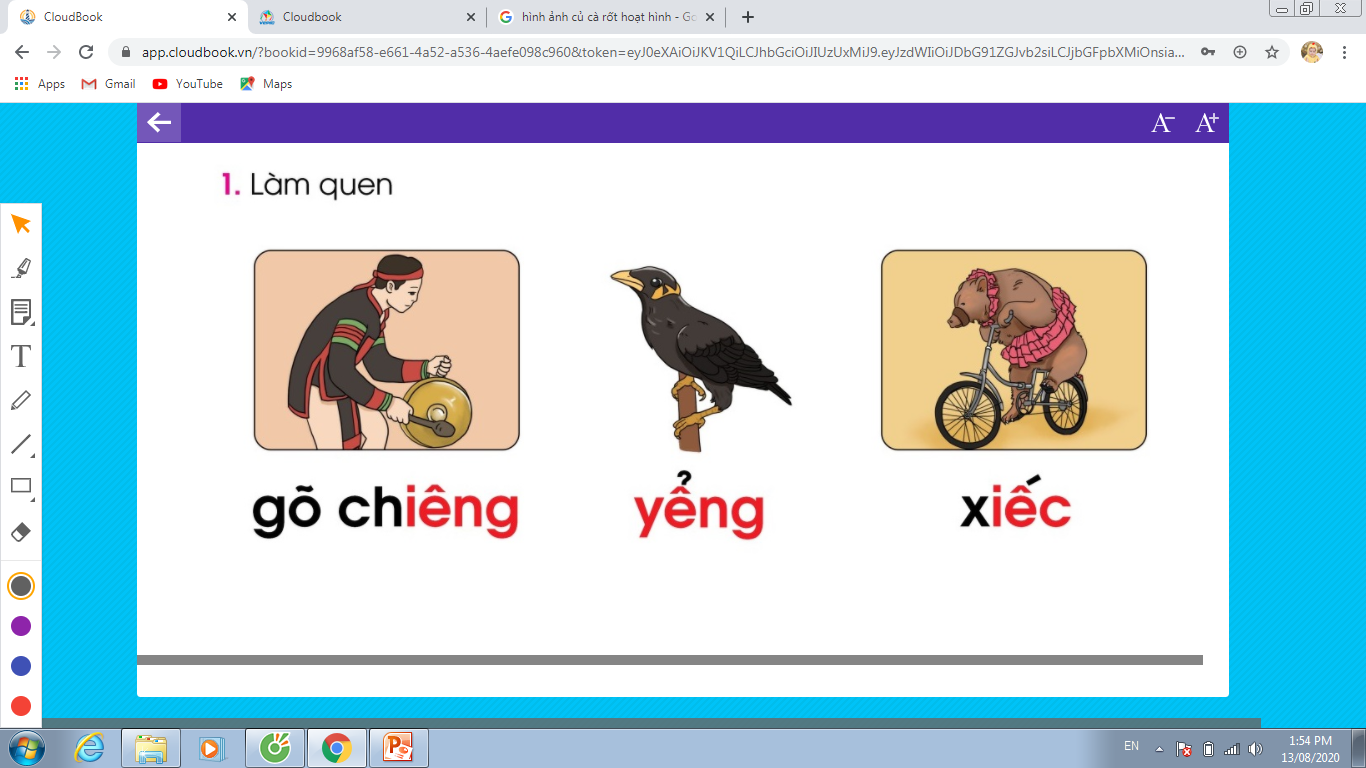 CloudBook
Cloudbook
hình ảnh củ cà rốt hoạt hình - Go
app.cloudbook.vn/?bookid=9968af58-e661-4a52-a536-4aefe098c960&token=eyJ0eXAiOiJKV1QiLCJhbGciOiJIUzUxMiJ9.eyJzdWIiOiJDbG91ZGJvb2siLCJjbGFpbXMiOnsia...
Apps Gmail YouTube Maps
A- A+
1. Làm quen
T
gõ chiêng yểng xiếc
EN
1:54 PM
13/08/2020